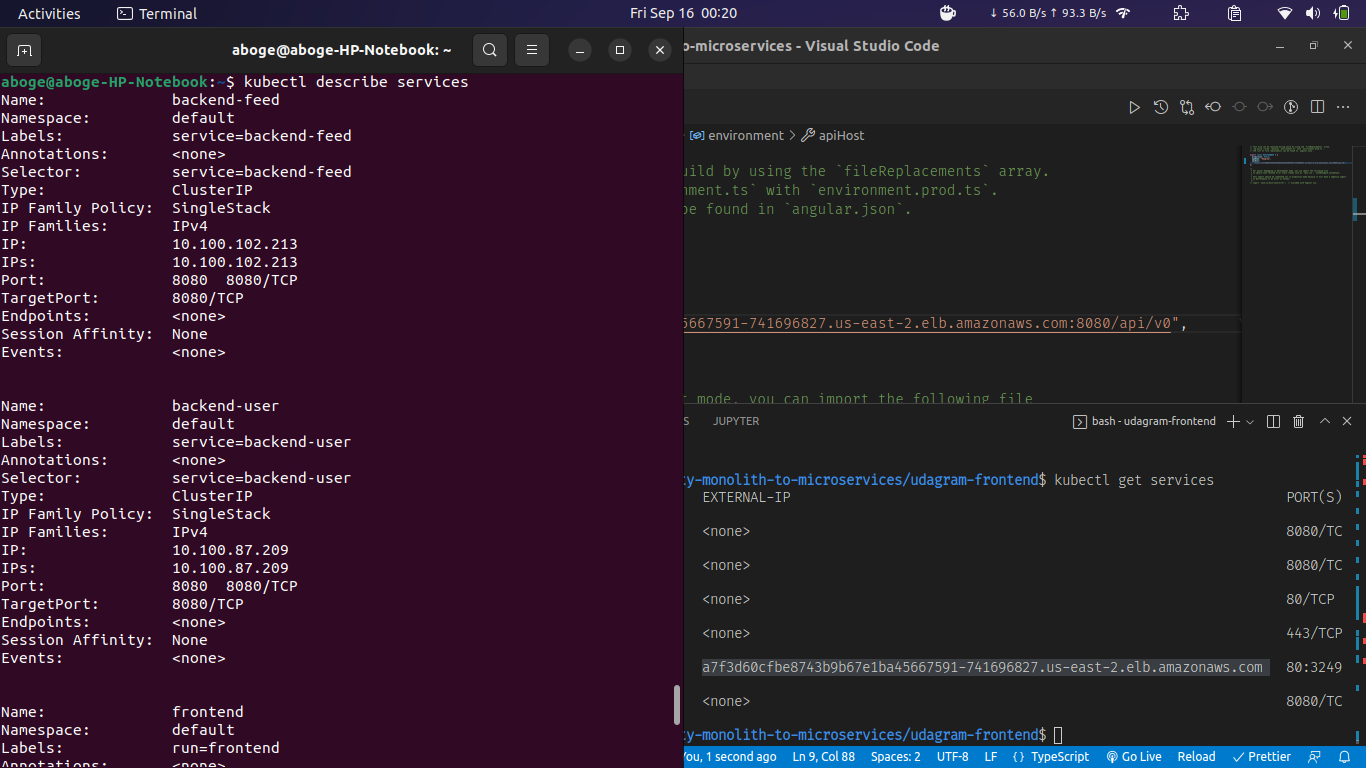 Activities
Terminal
Fri Sep 16 00:20
↓ 56.0 B/s ↑ 93.3 B/s
aboge@aboge-HP-Notebook: ~
o-microservices - Visual Studio Code
aboge@aboge-HP-Notebook:~$ kubectl describe services
Name: backend-feed
Namespace: default
Labels: service=backend-feed
Annotations: <none>
Selector: service=backend-feed
Type: ClusterIP
IP Family Policy: SingleStack
IP Families: IPv4
IP: 10.100.102.213
IPs: 10.100.102.213
Port: 8080 8080/TCP
TargetPort: 8080/TCP
Endpoints: <none>
Session Affinity: None
Events: <none>
Name: backend-user
Namespace: default
Labels: service=backend-user
Annotations: <none>
Selector: service=backend-user
Type: ClusterIP
IP Family Policy: SingleStack
IP Families: IPv4
IP: 10.100.87.209
IPs: 10.100.87.209
Port: 8080 8080/TCP
TargetPort: 8080/TCP
Endpoints: <none>
Session Affinity: None
Events: <none>
Name: frontend
Namespace: default
Labels: run=frontend
Annotations: <none>
environment > apiHost
uild by using the `fileReplacements` array.
nment.ts` with `environment.prod.ts`.
be found in `angular.json`.
5667591-741696827.us-east-2.elb.amazonaws.com:8080/api/v0",
t mode, you can import the following file
S JUPYTER
bash - udagram-frontend
y-monolith-to-microservices/udagram-frontend$ kubectl get services
EXTERNAL-IP PORT(S)
<none> 8080/TC
<none> 8080/TC
<none> 80/TCP
<none> 443/TCP
a7f3d60cfbe8743b9b67e1ba45667591-741696827.us-east-2.elb.amazonaws.com 80:3249
<none> 8080/TC
y-monolith-to-microservices/udagram-frontend$
You, 1 second ago Ln 9, Col 88 Spaces: 2 UTF-8 LF {} TypeScript Go Live Reload Prettier